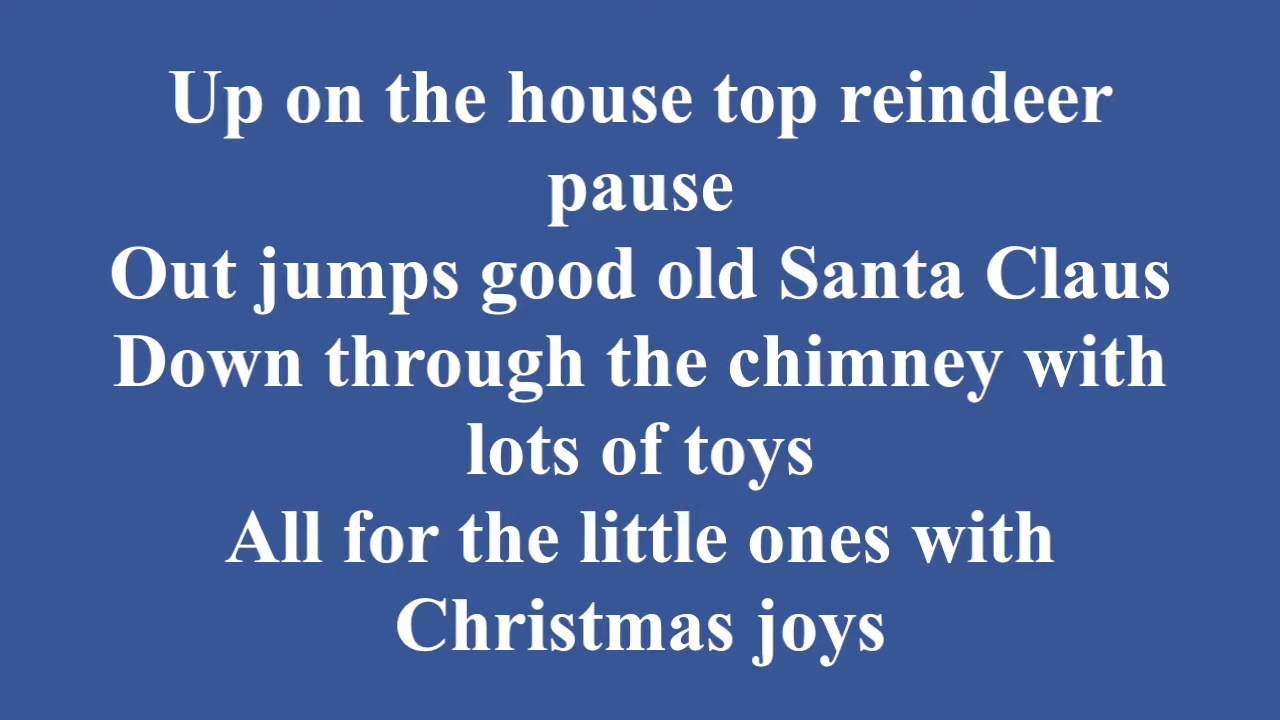 Up on the house top reindeer
pause
Out jumps good old Santa Claus
Down through the chimney with
lots of toys
All for the little ones with
Christmas joys